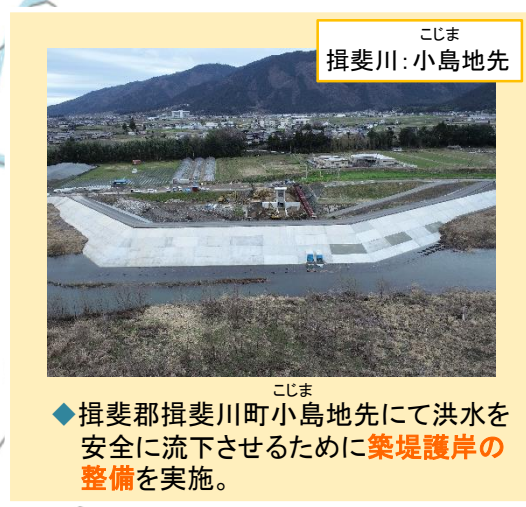 こじま
揖斐川：小島地先
こじま
◆揖斐郡揖斐川町小島地先にて洪水を
安全に流下させるために築堤護岸の
整備を実施。